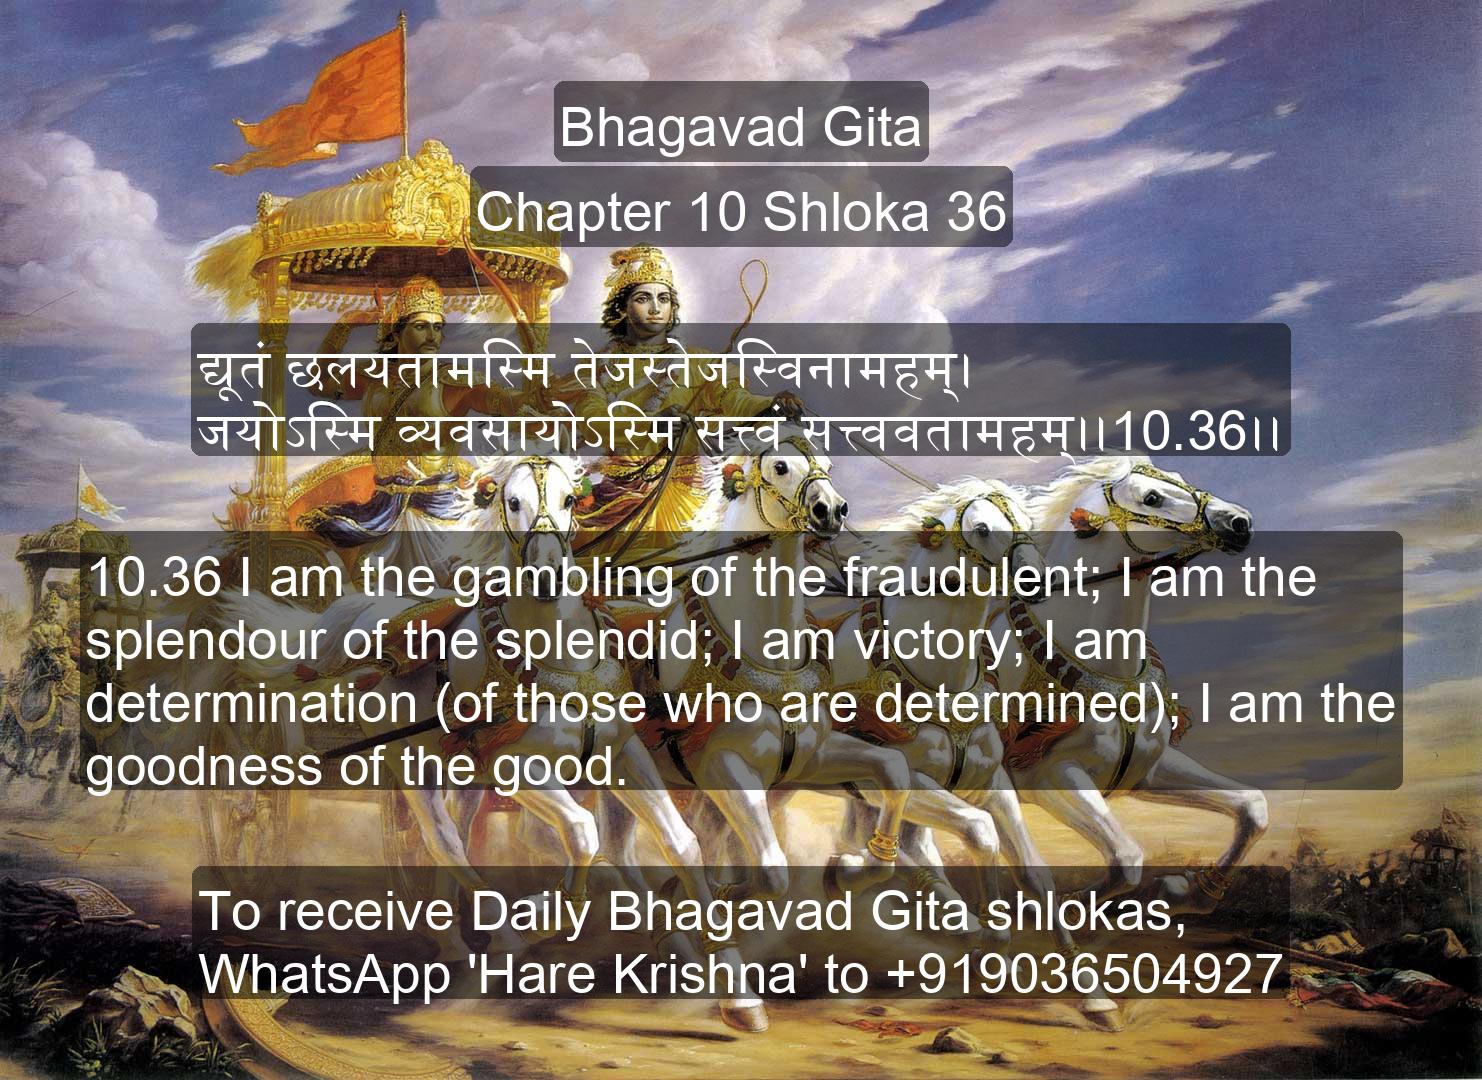 Bhagavad Gita
Chapter 10 Shloka 36
द्यूतं छलयतामस्मि तेजस्तेजस्विनामहम्।
जयोऽस्मि व्यवसायोऽस्मि सत्त्वं सत्त्ववतामहम्।।10.36।।
10.36 I am the gambling of the fraudulent; I am the
splendour of the splendid; I am victory; I am
determination (of those who are determined); I am the
goodness of the good.
To receive Daily Bhagavad Gita shlokas,
WhatsApp 'Hare Krishna' to +919036504927